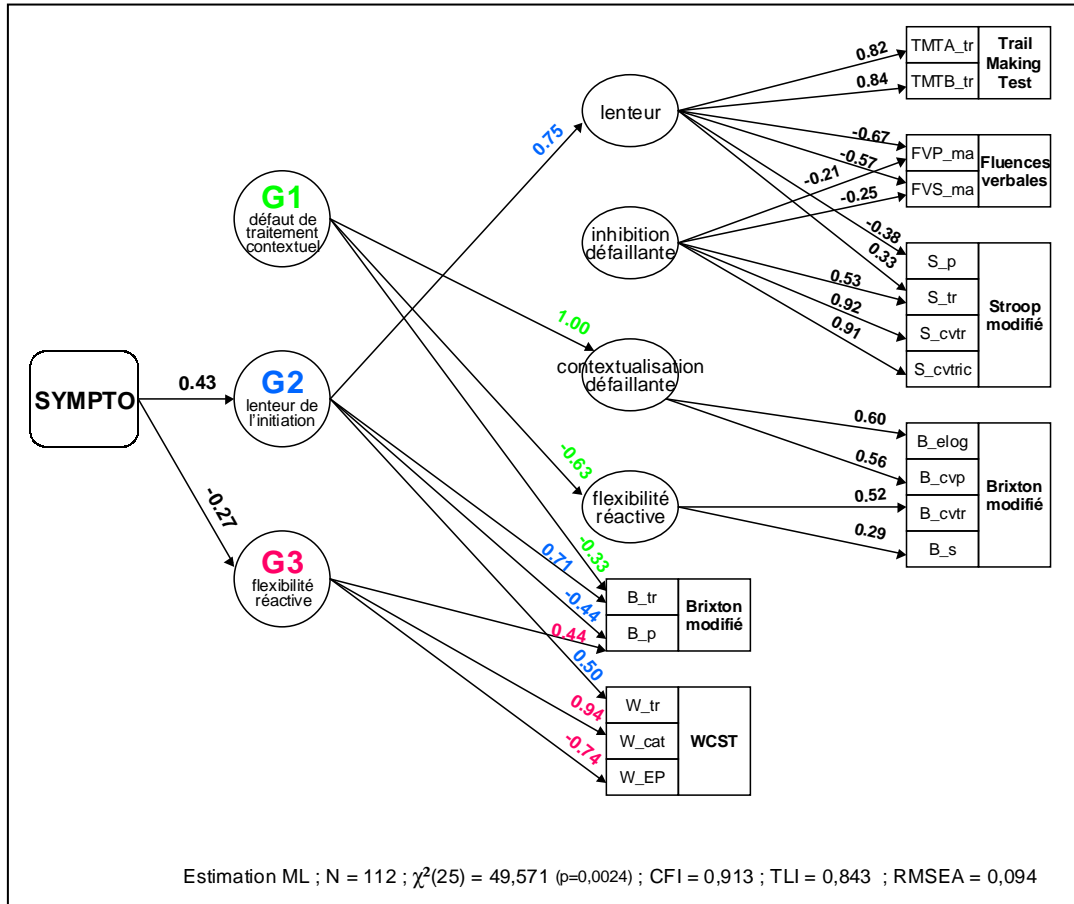 SYMPTO
0.43
-0.27
G1
défaut de
traitement
contextuel
G2
lenteur de
l'initiation
G3
flexibilité
réactive
0.75
1.00
-0.63
-0.33
0.71
-0.44
0.50
0.44
0.94
-0.74
lenteur
inhibition
défaillante
contextualisation
défaillante
flexibilité
réactive
0.82
0.84
-0.67
-0.57
-0.21
-0.25
-0.38
0.33
0.53
0.92
0.91
0.60
0.56
0.52
0.29
TMTA_tr
TMTB_tr
Trail
Making
Test
FVP_ma
FVS_ma
Fluences
verbales
S_p
S_tr
S_cvtr
S_cvtric
Stroop
modifié
B_elog
B_cvp
B_cvtr
B_s
Brixton
modifié
B_tr
B_p
Brixton
modifié
W_tr
W_cat
W_EP
WCST
Estimation ML ; N = 112 ; χ²(25) = 49,571 (p=0,0024) ; CFI = 0,913 ; TLI = 0,843 ; RMSEA = 0,094